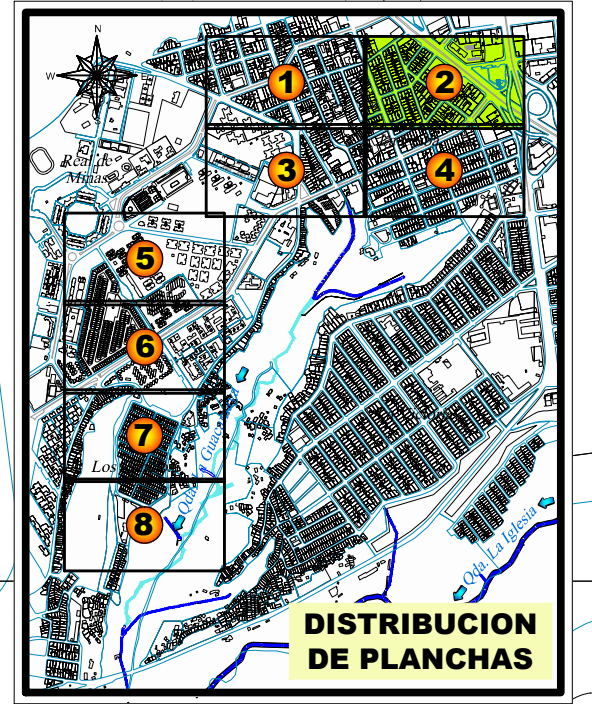 N
W
1
2
3
4
Real de
Minas
5
6
7
8
Los
Qda. Guaca
Qda. La Iglesia
DISTRIBUCION
DE PLANCHAS